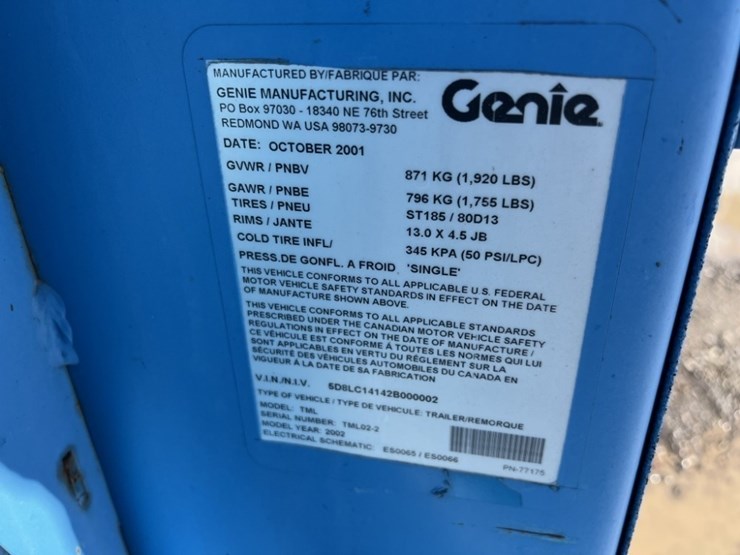 MANUFACTURED BY/FABRIQUE PAR:
GENIE MANUFACTURING, INC.
PO Box 97030 - 18340 NE 76th Street
REDMOND WA USA 98073-9730
Genie
DATE: OCTOBER 2001
GVWR / PNBV 871 KG (1,920 LBS)
GAWR / PNBE 796 KG (1,755 LBS)
TIRES / PNEU ST185 / 80D13
RIMS / JANTE 13.0 X 4.5 JB
COLD TIRE INFL/ 345 KPA (50 PSI/LPC)
PRESS.DE GONFL. A FROID 'SINGLE'
THIS VEHICLE CONFORMS TO ALL APPLICABLE U.S. FEDERAL
MOTOR VEHICLE SAFETY STANDARDS IN EFFECT ON THE DATE
OF MANUFACTURE SHOWN ABOVE.
THIS VEHICLE CONFORMS TO ALL APPLICABLE STANDARDS
PRESCRIBED UNDER THE CANADIAN MOTOR VEHICLE SAFETY
REGULATIONS IN EFFECT ON THE DATE OF MANUFACTURE /
CE VÉHICULE EST CONFORME À TOUTES LES NORMES QUI LUI
SONT APPLICABLES EN VERTU DU RÉGLEMENT SUR LA
SÉCURITÉ DES VÉHICULES AUTOMOBILES DU CANADA EN
VIGUEUR À LA DATE DE SA FABRICATION
V.I.N./N.I.V. 5D8LC14142B000002
TYPE OF VEHICLE / TYPE DE VEHICULE: TRAILER/REMORQUE
MODEL: TML
SERIAL NUMBER: TML02-2
MODEL YEAR: 2002
ELECTRICAL SCHEMATIC: ES0065 / ES0066
PN-77175